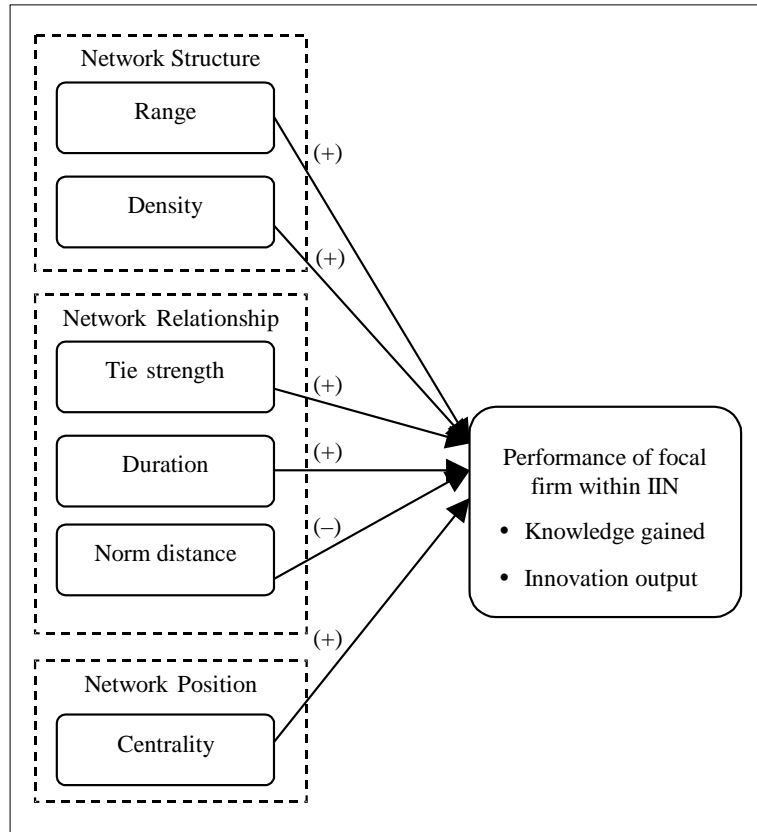 Network Structure
Range
(+)
Density
(+)
Network Relationship
Tie strength
(+)
Duration
(+)
Norm distance
(–)
(+)
Network Position
Centrality
Performance of focal
firm within IIN
• Knowledge gained
• Innovation output